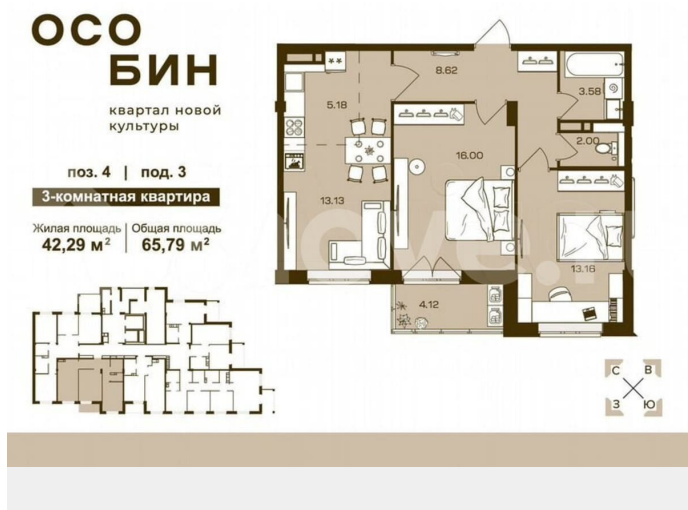 ОСО
БИН
квартал новой
культуры
поз. 4 | под. 3
3-комнатная квартира
Жилая площадь
42,29 м²
Общая площадь
65,79 м²
8.62
3.58
5.18
2.00
16.00
13.13
13.16
4.12
С В
З Ю